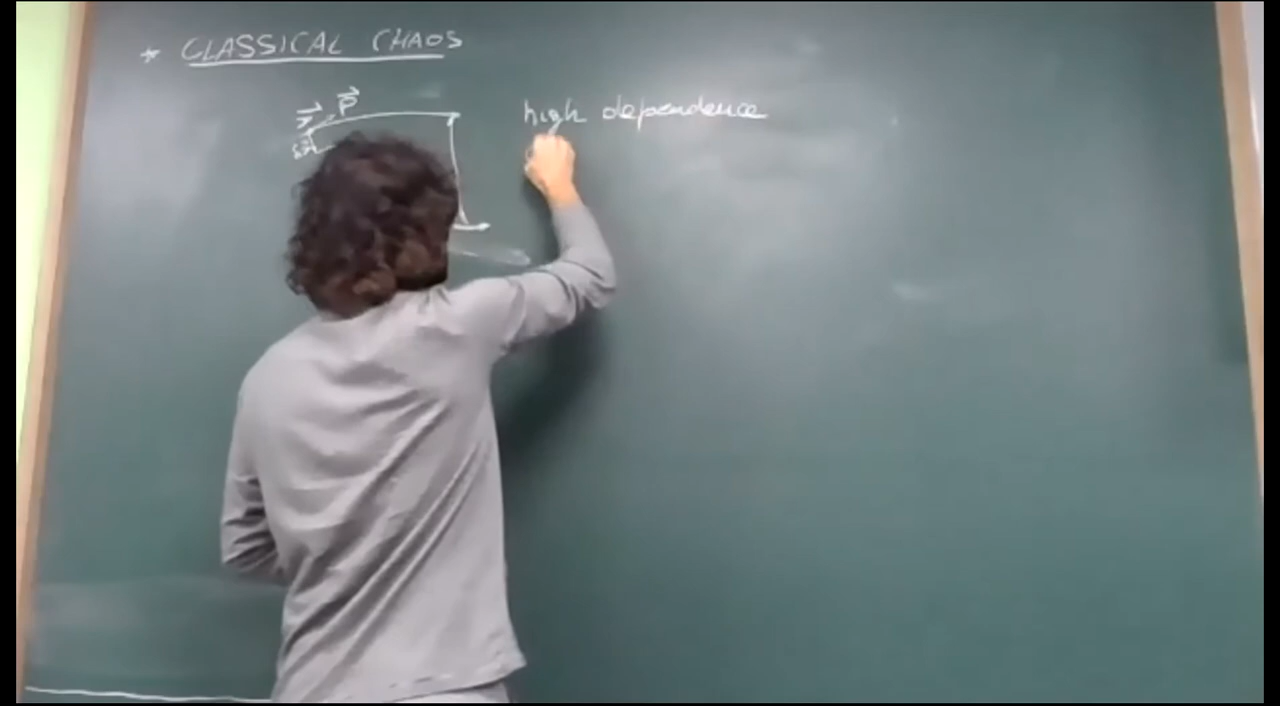 * CLASSICAL CHAOS
p⃗
r⃗
high dependence